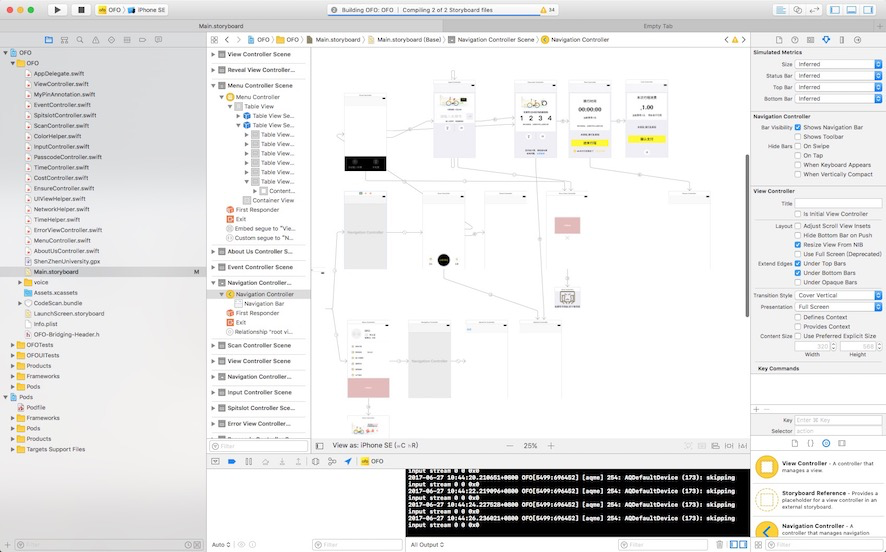 OFO
iPhone SE
Building OFO: OFO | Compiling 2 of 2 Storyboard files
34
Main.storyboard
Empty Tab
OFO
OFO
AppDelegate.swift
ViewController.swift
MyPinAnnotation.swift
EventController.swift
SpitslotController.swift
ScanController.swift
ColorHelper.swift
InputController.swift
PasscodeController.swift
TimeController.swift
CostController.swift
EnsureController.swift
UIViewHelper.swift
NetworkHelper.swift
TimeHelper.swift
ErrorViewController.swift
MenuController.swift
AboutUsController.swift
ShenZhenUniversity.gpx
Main.storyboard
M
voice
Assets.xcassets
CodeScan.bundle
LaunchScreen.storyboard
Info.plist
OFO-Bridging-Header.h
OFOTests
OFOUITests
Products
Frameworks
Pods
Pods
Podfile
Frameworks
Pods
Products
Targets Support Files
Filter
OFO
OFO
Main.storyboard
Main.storyboard (Base)
Navigation Controller Scene
Navigation Controller
View Controller Scene
Reveal View Controller...
Menu Controller Scene
Menu Controller
Table View
Table View Se...
Table View Se...
Table View...
Table View...
Table View...
Table View...
Table View...
Table View...
Content...
Container View
First Responder
Exit
Embed segue to "Vie...
Custom segue to "N...
About Us Controller S...
Event Controller Scene
Navigation Controller...
Navigation Controller
Navigation Bar
First Responder
Exit
Relationship "root vi...
Scan Controller Scene
View Controller Scene
Navigation Controller...
Input Controller Scene
Spitslot Controller Sce...
Error View Controller...
Filter
1 2 3 4
00:00:00
1.00
Navigation Controller
Navigation Controller
View as: iPhone SE (wC hR)
25%
OFO
input stream 0 0 0x0
2017-06-27 10:44:20.210651+0800 OFO[5499:696452] [aqme] 254: AQDefaultDevice (173): skipping
input stream 0 0 0x0
2017-06-27 10:44:22.219096+0800 OFO[5499:696452] [aqme] 254: AQDefaultDevice (173): skipping
input stream 0 0 0x0
2017-06-27 10:44:24.227528+0800 OFO[5499:696452] [aqme] 254: AQDefaultDevice (173): skipping
input stream 0 0 0x0
2017-06-27 10:44:26.236021+0800 OFO[5499:696452] [aqme] 254: AQDefaultDevice (173): skipping
input stream 0 0 0x0
Auto
Filter
All Output
Filter
Simulated Metrics
Size Inferred
Status Bar Inferred
Top Bar Inferred
Bottom Bar Inferred
Navigation Controller
Bar Visibility Shows Navigation Bar
Shows Toolbar
Hide Bars On Swipe
On Tap
When Keyboard Appears
When Vertically Compact
View Controller
Title
Is Initial View Controller
Layout Adjust Scroll View Insets
Hide Bottom Bar on Push
Resize View From NIB
Use Full Screen (Deprecated)
Extend Edges Under Top Bars
Under Bottom Bars
Under Opaque Bars
Transition Style Cover Vertical
Presentation Full Screen
Defines Context
Provides Context
Content Size Use Preferred Explicit Size
320 568
Width Height
Key Commands
Key Enter ⌘ Key
Selector action
View Controller - A controller that
manages a view.
Storyboard Reference - Provides a
placeholder for a view controller in an
external storyboard.
Navigation Controller - A
controller that manages navigation
Filter